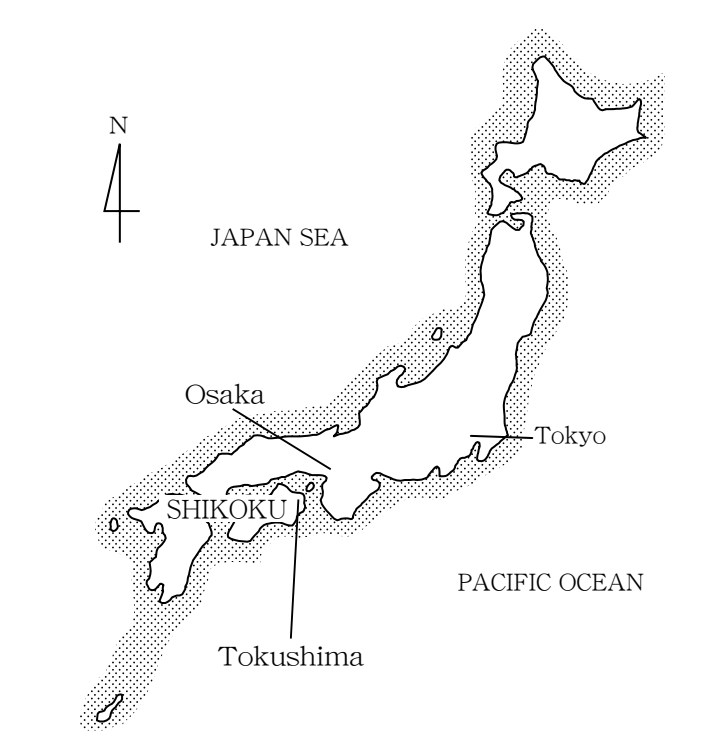 N
JAPAN SEA
Osaka
Tokyo
SHIKOKU
PACIFIC OCEAN
Tokushima